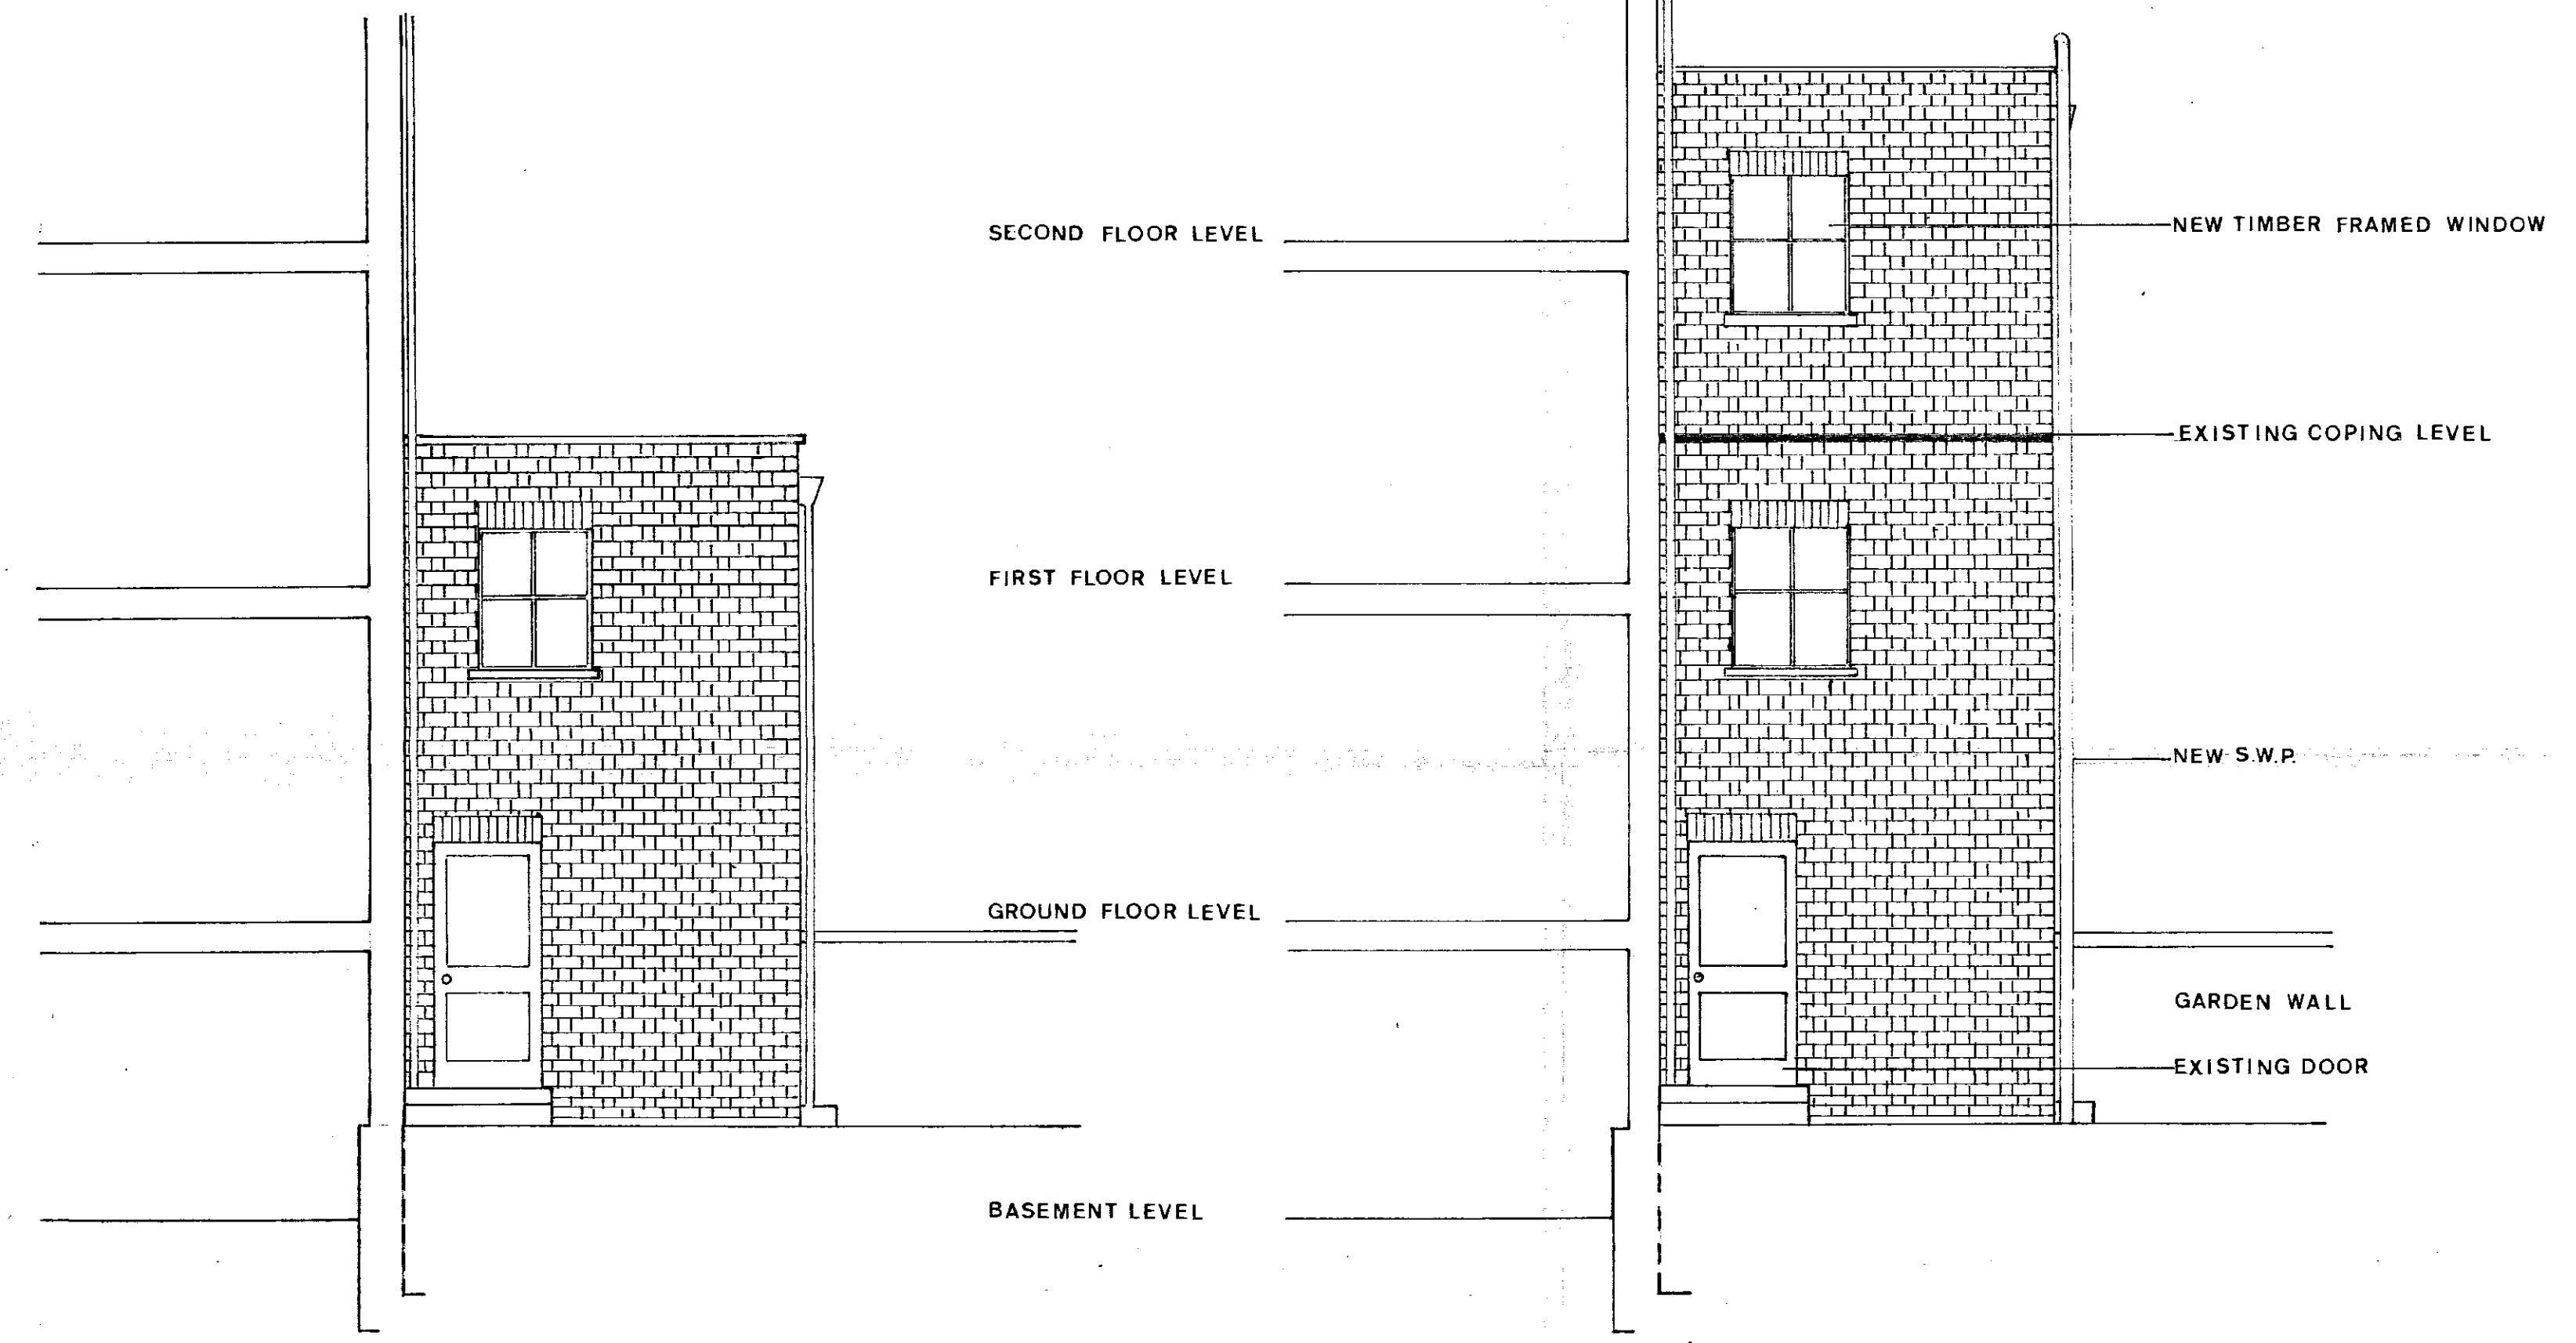 SECOND FLOOR LEVEL
NEW TIMBER FRAMED WINDOW
EXISTING COPING LEVEL
FIRST FLOOR LEVEL
NEW S.W.P.
GROUND FLOOR LEVEL
GARDEN WALL
EXISTING DOOR
BASEMENT LEVEL